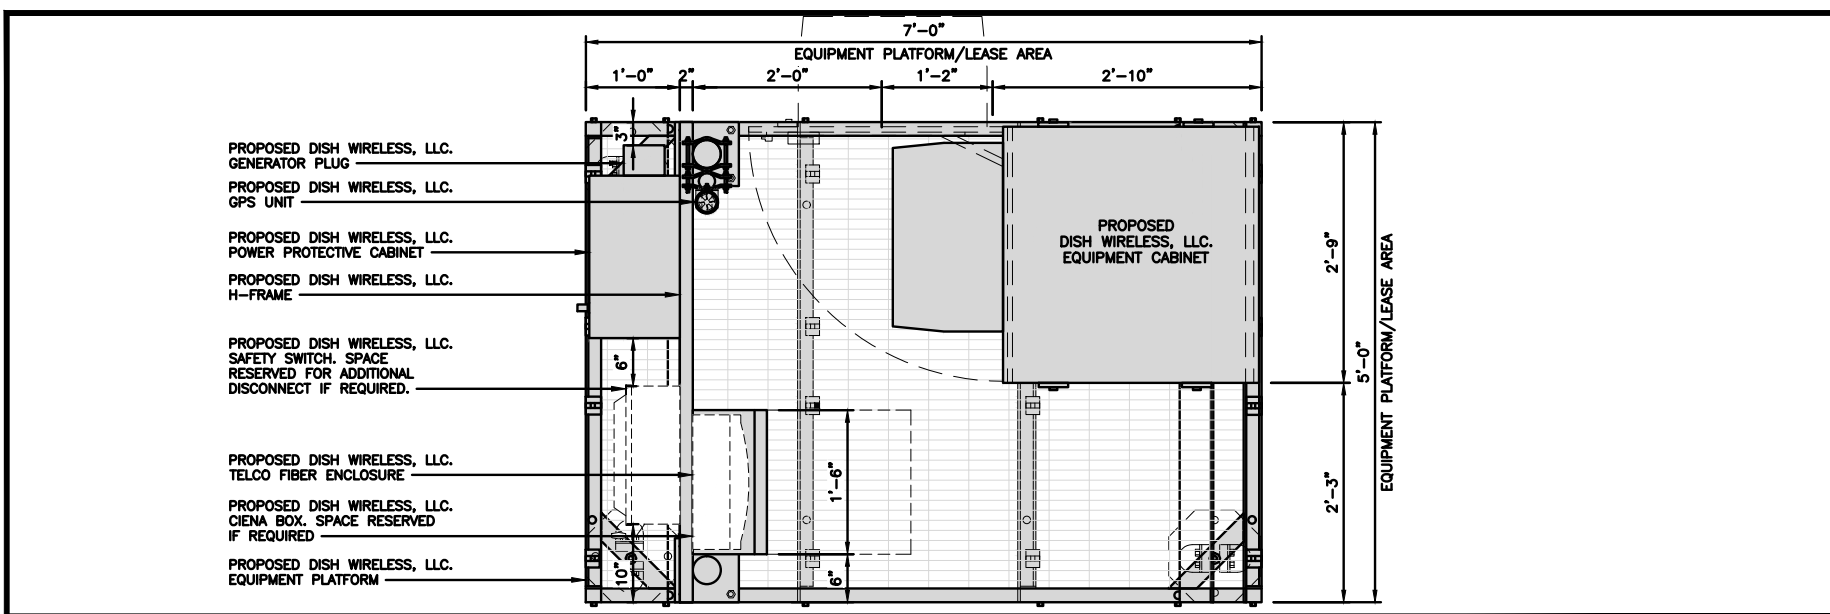 7'-0"
EQUIPMENT PLATFORM/LEASE AREA
1'-0"
2"
2'-0"
1'-2"
2'-10"
3"
PROPOSED DISH WIRELESS, LLC.
GENERATOR PLUG
PROPOSED DISH WIRELESS, LLC.
GPS UNIT
PROPOSED DISH WIRELESS, LLC.
POWER PROTECTIVE CABINET
PROPOSED DISH WIRELESS, LLC.
H-FRAME
PROPOSED DISH WIRELESS, LLC.
SAFETY SWITCH. SPACE
RESERVED FOR ADDITIONAL
DISCONNECT IF REQUIRED.
PROPOSED DISH WIRELESS, LLC.
TELCO FIBER ENCLOSURE
PROPOSED DISH WIRELESS, LLC.
CIENA BOX. SPACE RESERVED
IF REQUIRED
PROPOSED DISH WIRELESS, LLC.
EQUIPMENT PLATFORM
6"
10"
1'-6"
6"
PROPOSED
DISH WIRELESS, LLC.
EQUIPMENT CABINET
2'-9"
2'-3"
5'-0"
EQUIPMENT PLATFORM/LEASE AREA